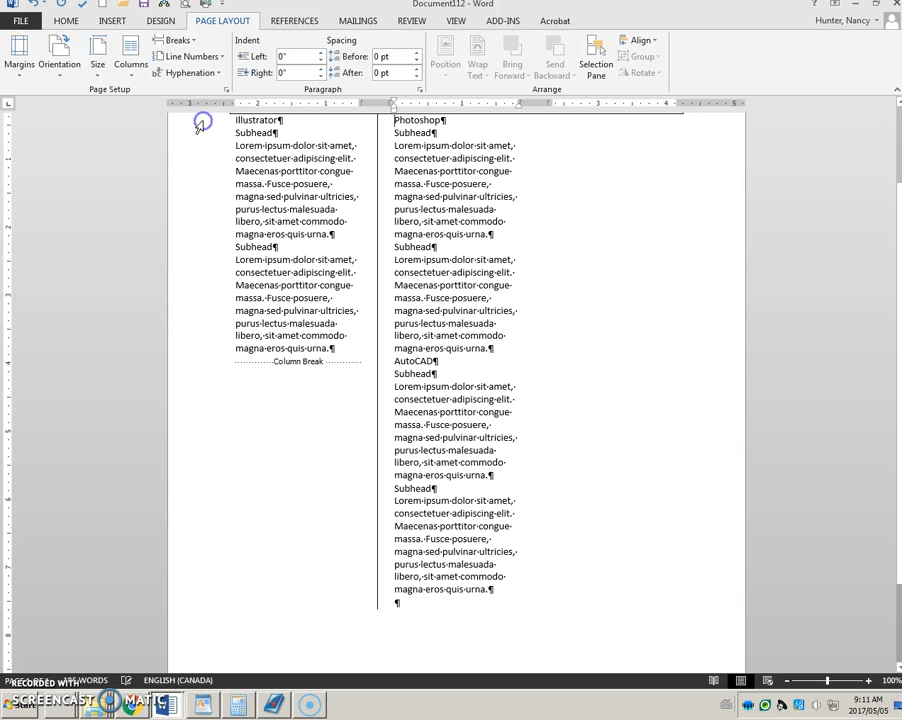 Document112 - Word
FILE HOME INSERT DESIGN PAGE LAYOUT REFERENCES MAILINGS REVIEW VIEW ADD-INS Acrobat Hunter, Nancy
Margins Orientation Size Columns
Breaks
Line Numbers
Hyphenation
Page Setup
Indent Spacing
Left: 0" Before: 0 pt
Right: 0" After: 0 pt
Paragraph
Position Wrap Text Bring Forward Send Backward Selection Pane
Align
Group
Rotate
Arrange
3 2 1 1 3 4 5
Illustrator¶
Subhead¶
Lorem·ipsum·dolor·sit·amet,·
consectetuer·adipiscing·elit.·
Maecenas·porttitor·congue·
massa.·Fusce·posuere,·
magna·sed·pulvinar·ultricies,·
purus·lectus·malesuada·
libero,·sit·amet·commodo·
magna·eros·quis·urna.¶
Subhead¶
Lorem·ipsum·dolor·sit·amet,·
consectetuer·adipiscing·elit.·
Maecenas·porttitor·congue·
massa.·Fusce·posuere,·
magna·sed·pulvinar·ultricies,·
purus·lectus·malesuada·
libero,·sit·amet·commodo·
magna·eros·quis·urna.¶
Column Break
Photoshop¶
Subhead¶
Lorem·ipsum·dolor·sit·amet,·
consectetuer·adipiscing·elit.·
Maecenas·porttitor·congue·
massa.·Fusce·posuere,·
magna·sed·pulvinar·ultricies,·
purus·lectus·malesuada·
libero,·sit·amet·commodo·
magna·eros·quis·urna.¶
Subhead¶
Lorem·ipsum·dolor·sit·amet,·
consectetuer·adipiscing·elit.·
Maecenas·porttitor·congue·
massa.·Fusce·posuere,·
magna·sed·pulvinar·ultricies,·
purus·lectus·malesuada·
libero,·sit·amet·commodo·
magna·eros·quis·urna.¶
AutoCAD¶
Subhead¶
Lorem·ipsum·dolor·sit·amet,·
consectetuer·adipiscing·elit.·
Maecenas·porttitor·congue·
massa.·Fusce·posuere,·
magna·sed·pulvinar·ultricies,·
purus·lectus·malesuada·
libero,·sit·amet·commodo·
magna·eros·quis·urna.¶
Subhead¶
Lorem·ipsum·dolor·sit·amet,·
consectetuer·adipiscing·elit.·
Maecenas·porttitor·congue·
massa.·Fusce·posuere,·
magna·sed·pulvinar·ultricies,·
purus·lectus·malesuada·
libero,·sit·amet·commodo·
magna·eros·quis·urna.¶
¶
WORDS ENGLISH (CANADA) 100%
RECORDED WITH
SCREENCAST MATIC
Start
9:11 AM
2017/05/05